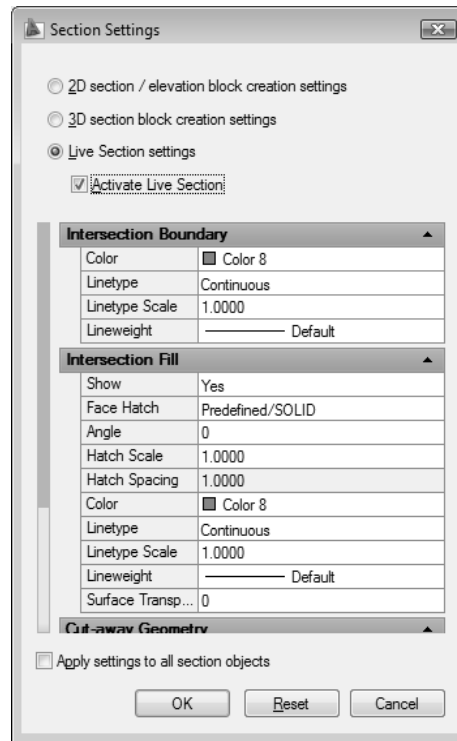 Section Settings
2D section / elevation block creation settings
3D section block creation settings
Live Section settings
Activate Live Section
Intersection Boundary
Color Color 8
Linetype Continuous
Linetype Scale 1.0000
Lineweight Default
Intersection Fill
Show Yes
Face Hatch Predefined/SOLID
Angle 0
Hatch Scale 1.0000
Hatch Spacing 1.0000
Color Color 8
Linetype Continuous
Linetype Scale 1.0000
Lineweight Default
Surface Transp... 0
Cut-away Geometry
Apply settings to all section objects
OK Reset Cancel